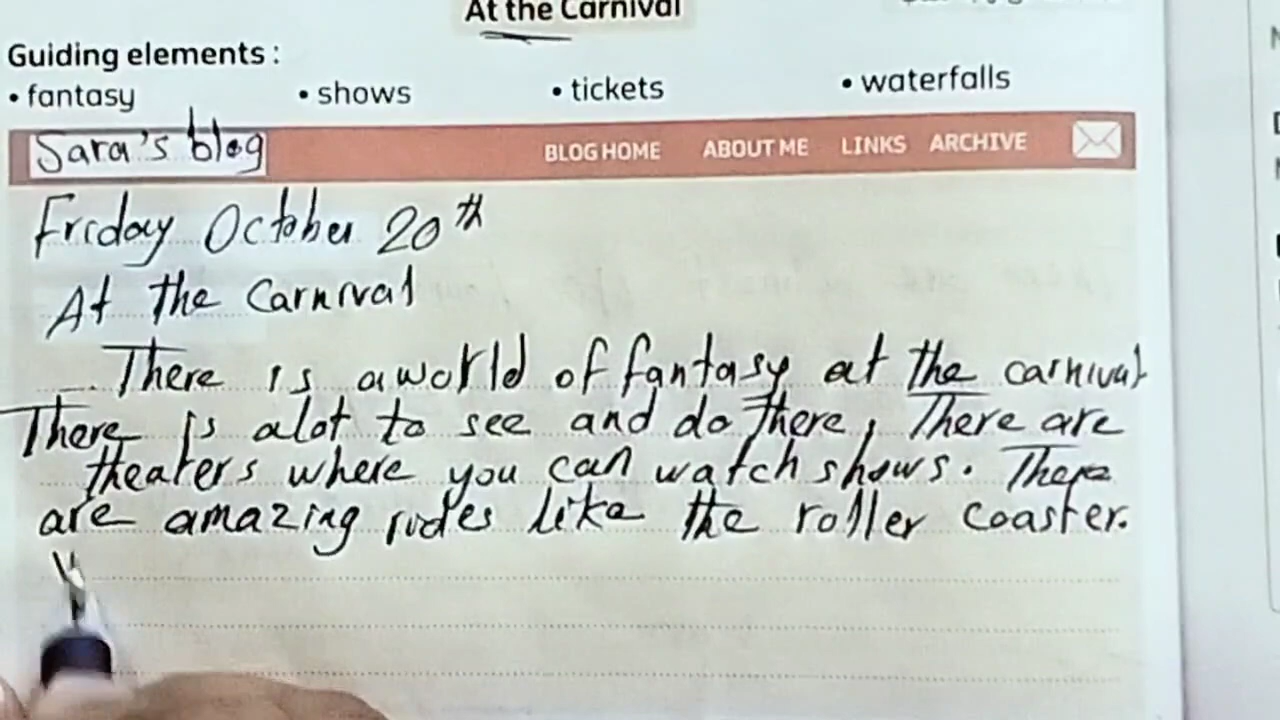 At the Carnival
Guiding elements :
• fantasy • shows • tickets • waterfalls
Sara's blog BLOG HOME ABOUT ME LINKS ARCHIVE
Friday October 20th
At the Carnival
There is a world of fantasy at the carnival
There is alot to see and do there, There are
theaters where you can watch shows. There
are amazing rides like the roller coaster.